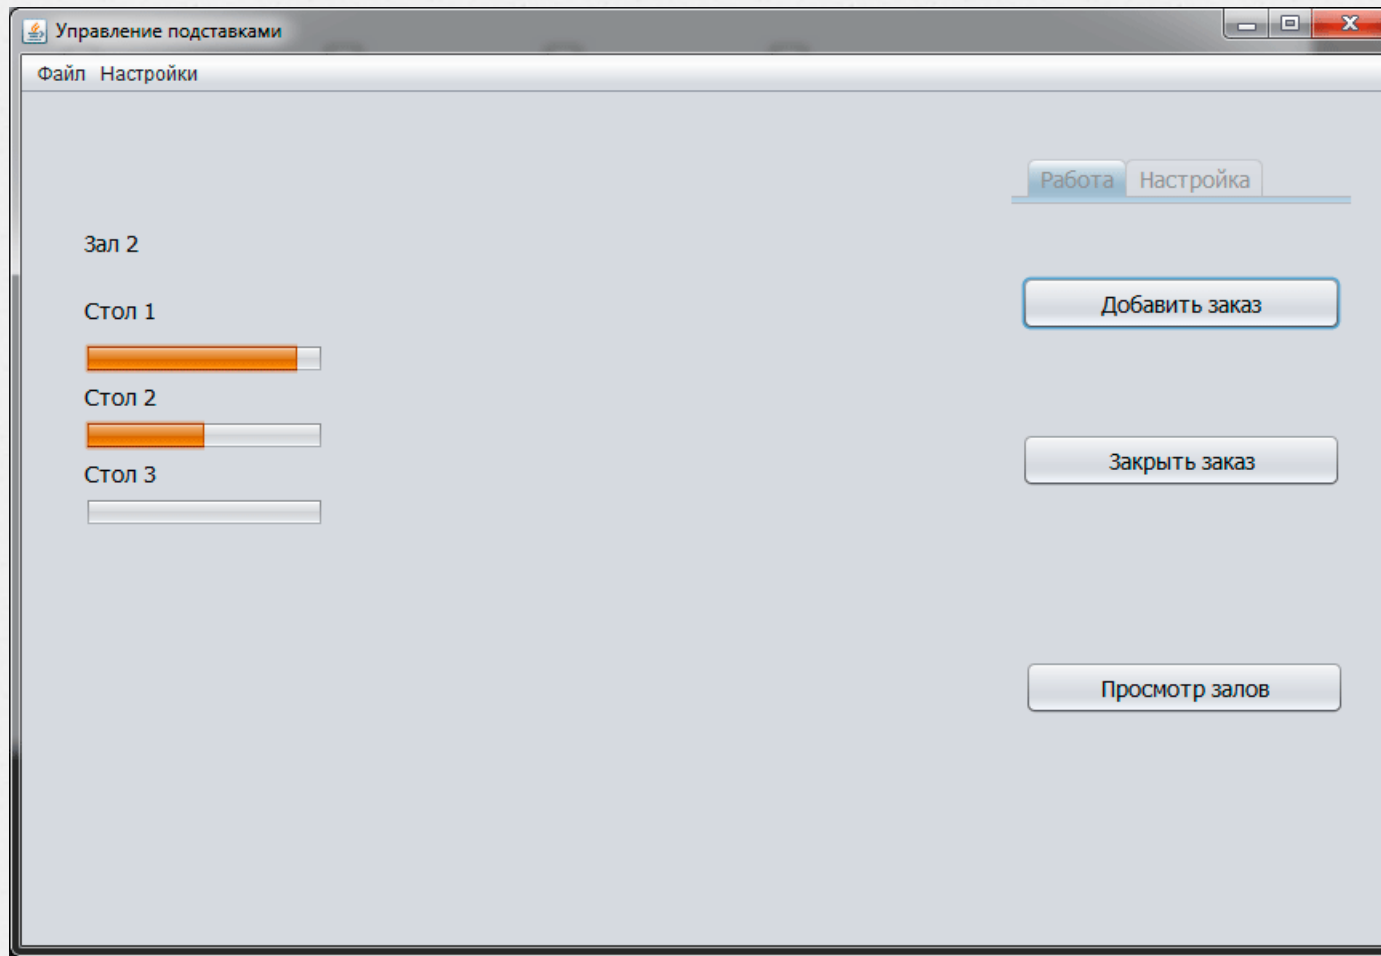 Управление подставками
Файл Настройки
Работа Настройка
Зал 2
Стол 1
Добавить заказ
Стол 2
Закрыть заказ
Стол 3
Просмотр залов